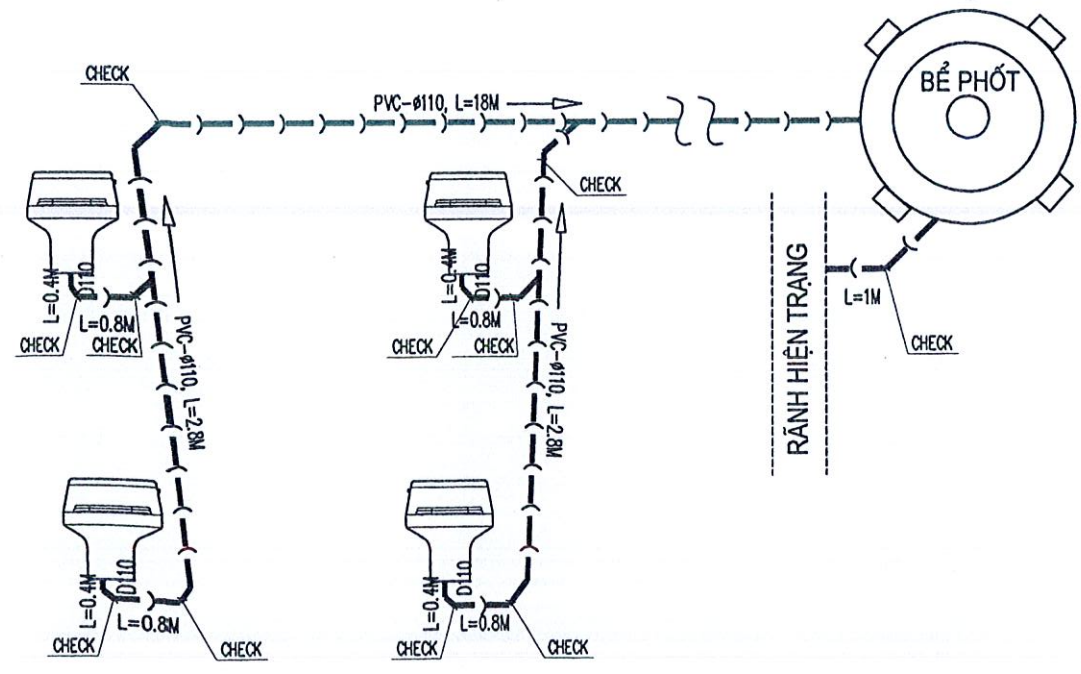 CHECK
PVC-ø110, L=18M
BỂ PHỐT
CHECK
L=0.4M
D110
L=0.8M
CHECK
CHECK
PVC-ø110, L=2.8M
L=0.4M
D110
L=0.8M
CHECK
CHECK
PVC-ø110, L=2.8M
RÃNH HIỆN TRẠNG
L=1M
CHECK
L=0.4M
D110
L=0.8M
CHECK
CHECK
L=0.4M
D110
L=0.8M
CHECK
CHECK